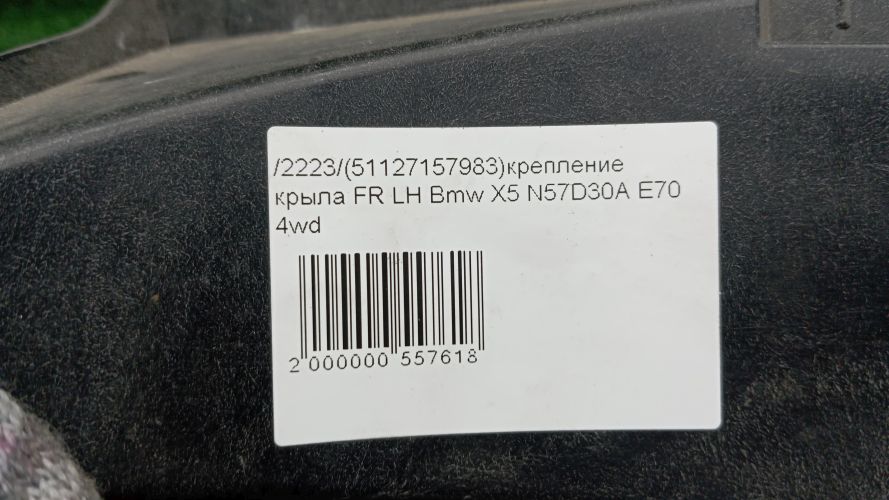 /2223/(51127157983)крепление
крыла FR LH Bmw X5 N57D30A E70
4wd
2 000000 557618